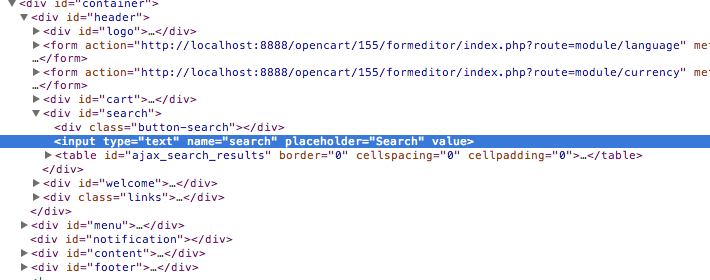 <div id="container">
▼<div id="header">
▶<div id="logo">…</div>
▶<form action="http://localhost:8888/opencart/155/formeditor/index.php?route=module/language" met
…</form>
▶<form action="http://localhost:8888/opencart/155/formeditor/index.php?route=module/currency" met
…</form>
▶<div id="cart">…</div>
▼<div id="search">
<div class="button-search"></div>
<input type="text" name="search" placeholder="Search" value>
▶<table id="ajax_search_results" border="0" cellspacing="0" cellpadding="0">…</table>
</div>
▶<div id="welcome">…</div>
▶<div class="links">…</div>
</div>
▶<div id="menu">…</div>
<div id="notification"></div>
▶<div id="content">…</div>
▶<div id="footer">…</div>